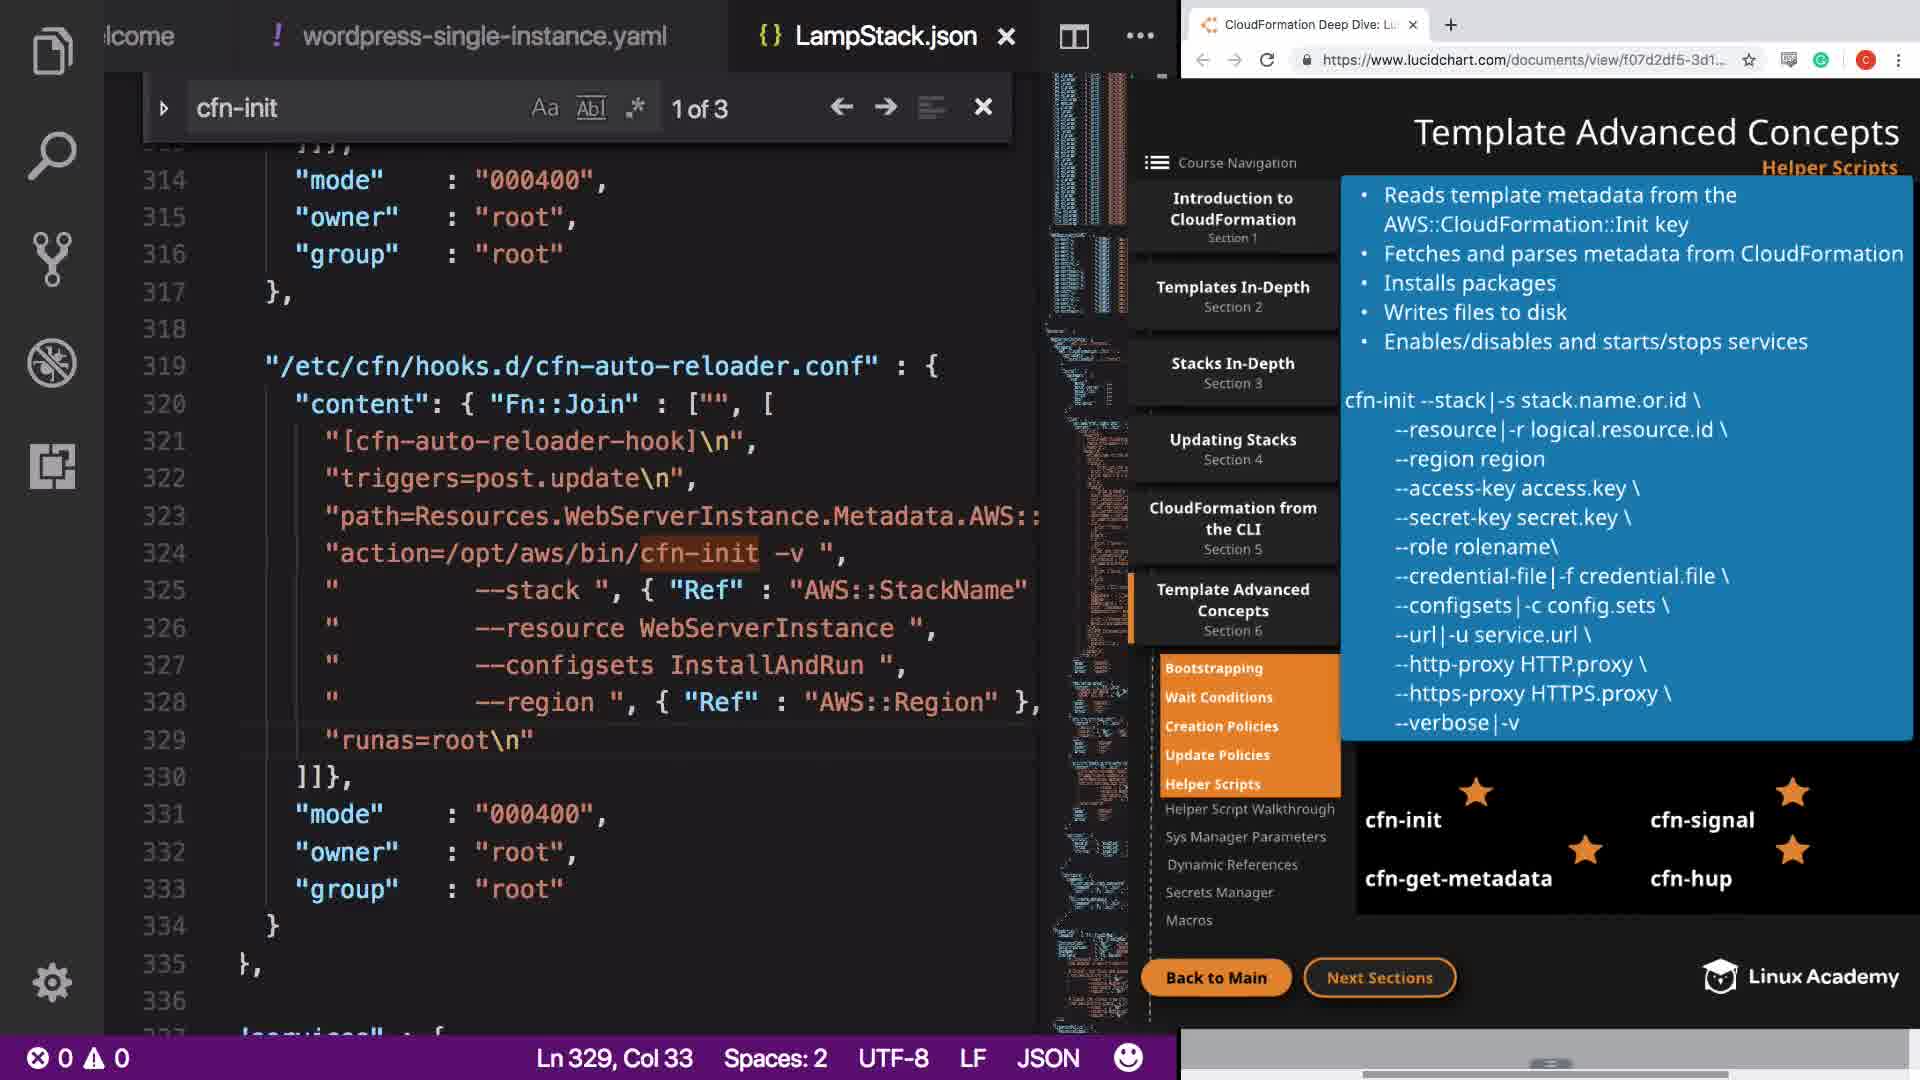 lcome
! wordpress-single-instance.yaml
{} LampStack.json
cfn-init
Aa Abl .* 1 of 3
]]},
314 "mode" : "000400",
315 "owner" : "root",
316 "group" : "root"
317 },
318
319 "/etc/cfn/hooks.d/cfn-auto-reloader.conf" : {
320 "content": { "Fn::Join" : ["", [
321 "[cfn-auto-reloader-hook]\n",
322 "triggers=post.update\n",
323 "path=Resources.WebServerInstance.Metadata.AWS::
324 "action=/opt/aws/bin/cfn-init -v ",
325 " --stack ", { "Ref" : "AWS::StackName"
326 " --resource WebServerInstance ",
327 " --configsets InstallAndRun ",
328 " --region ", { "Ref" : "AWS::Region" },
329 "runas=root\n"
330 ]]},
331 "mode" : "000400",
332 "owner" : "root",
333 "group" : "root"
334 }
335 },
336
0 0
Ln 329, Col 33 Spaces: 2 UTF-8 LF JSON
CloudFormation Deep Dive: Lu
https://www.lucidchart.com/documents/view/f07d2df5-3d1...
C
Template Advanced Concepts
Helper Scripts
Course Navigation
Introduction to
CloudFormation
Section 1
Templates In-Depth
Section 2
Stacks In-Depth
Section 3
Updating Stacks
Section 4
CloudFormation from
the CLI
Section 5
Template Advanced
Concepts
Section 6
Bootstrapping
Wait Conditions
Creation Policies
Update Policies
Helper Scripts
Helper Script Walkthrough
Sys Manager Parameters
Dynamic References
Secrets Manager
Macros
• Reads template metadata from the
AWS::CloudFormation::Init key
• Fetches and parses metadata from CloudFormation
• Installs packages
• Writes files to disk
• Enables/disables and starts/stops services
cfn-init --stack|-s stack.name.or.id \
--resource|-r logical.resource.id \
--region region
--access-key access.key \
--secret-key secret.key \
--role rolename\
--credential-file|-f credential.file \
--configsets|-c config.sets \
--url|-u service.url \
--http-proxy HTTP.proxy \
--https-proxy HTTPS.proxy \
--verbose|-v
cfn-init
cfn-signal
cfn-get-metadata
cfn-hup
Back to Main
Next Sections
Linux Academy